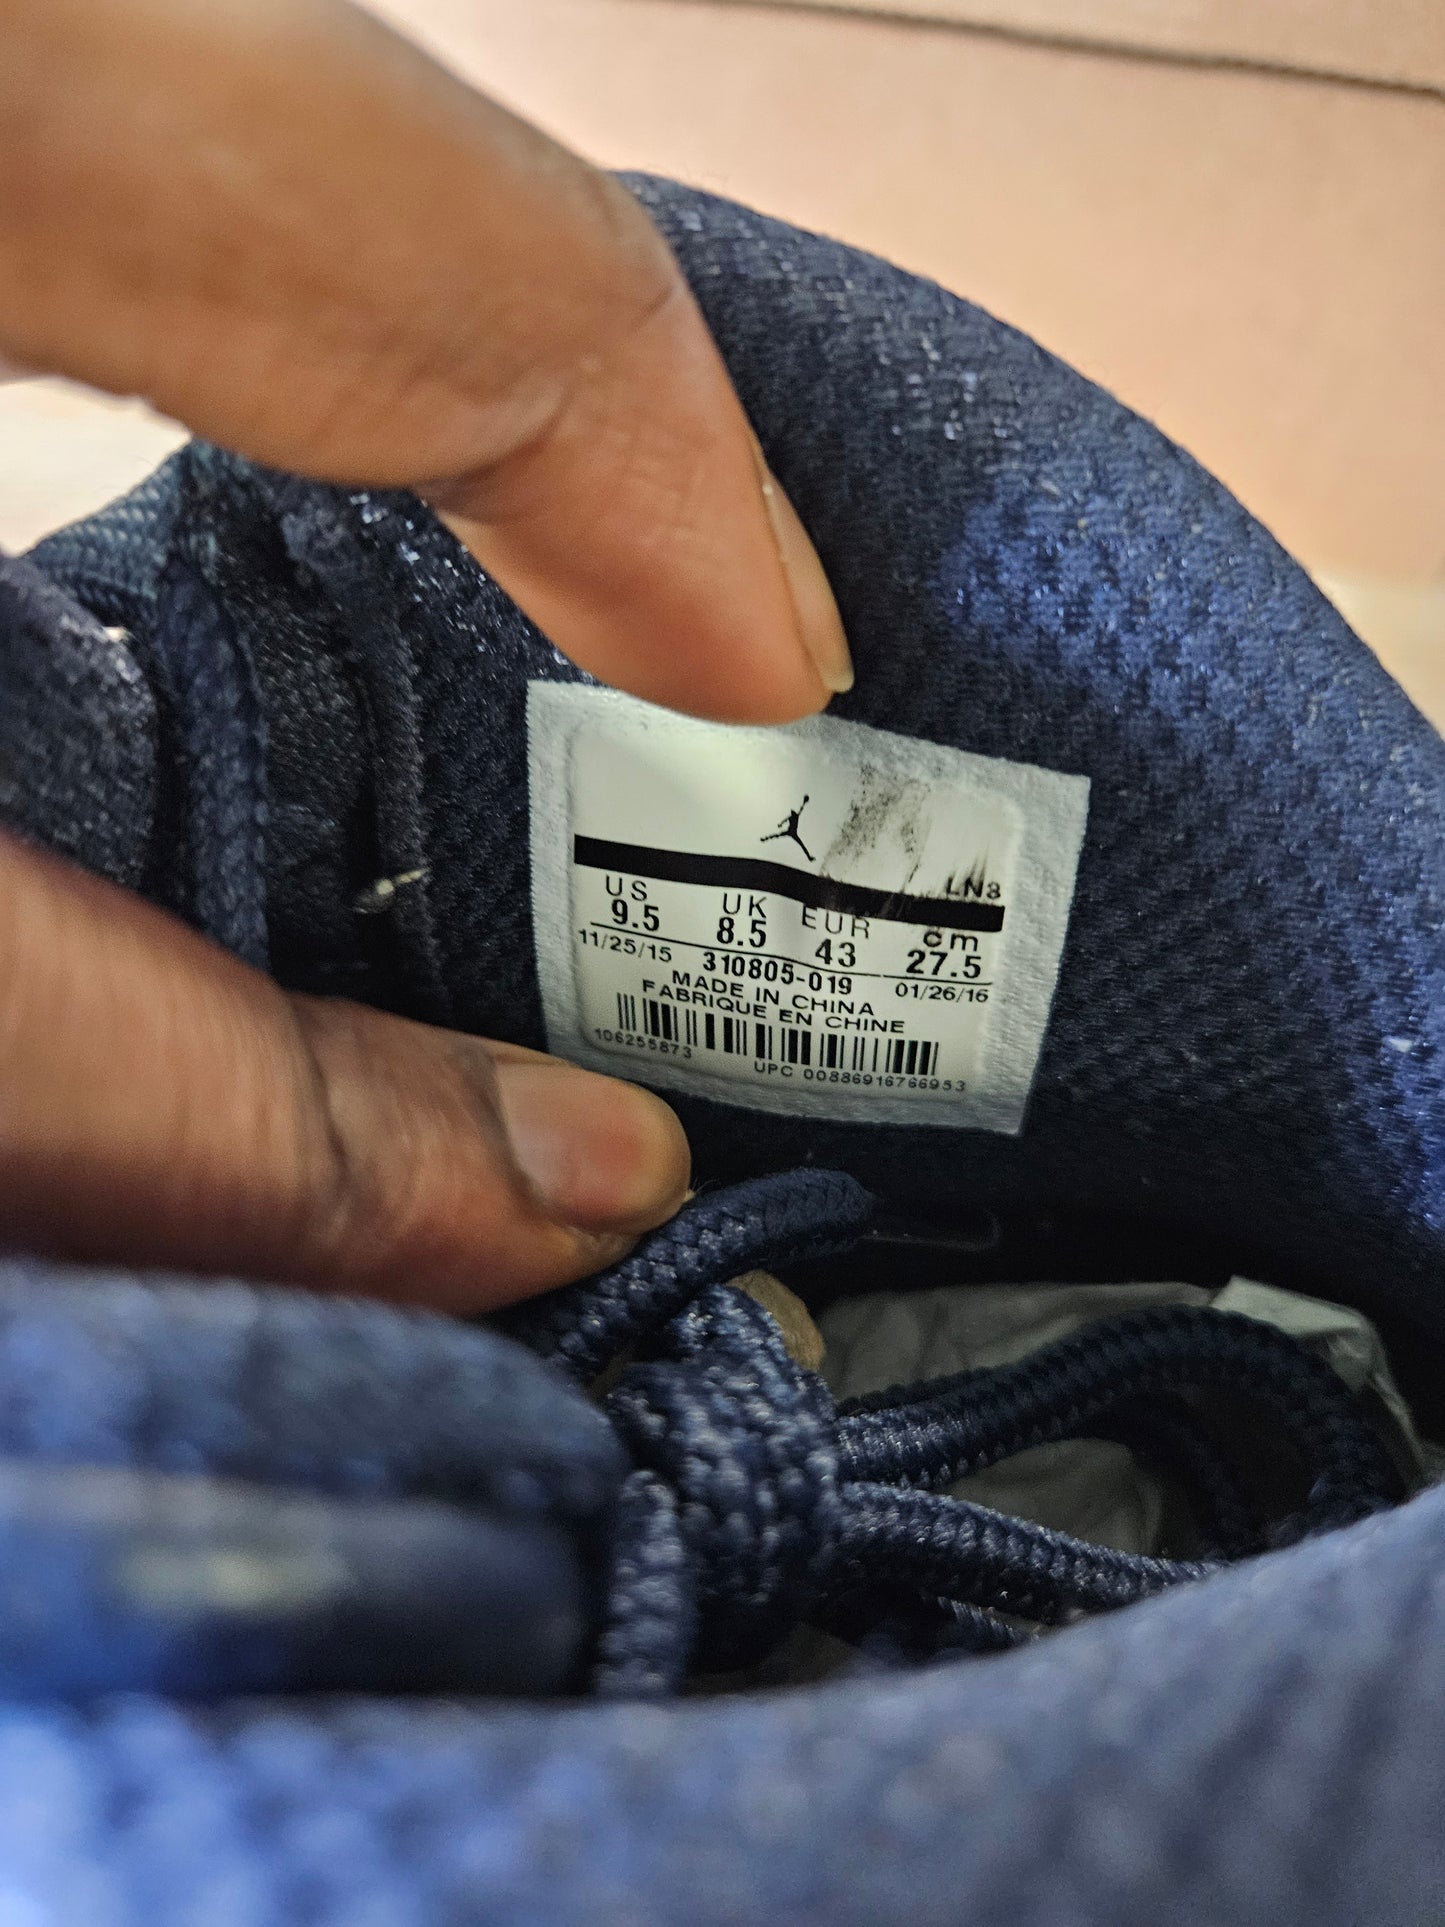 LN3
US UK EUR cm
9.5 8.5 43 27.5
11/25/15 310805-019 01/26/16
MADE IN CHINA
FABRIQUE EN CHINE
106255873
UPC 00886916766953